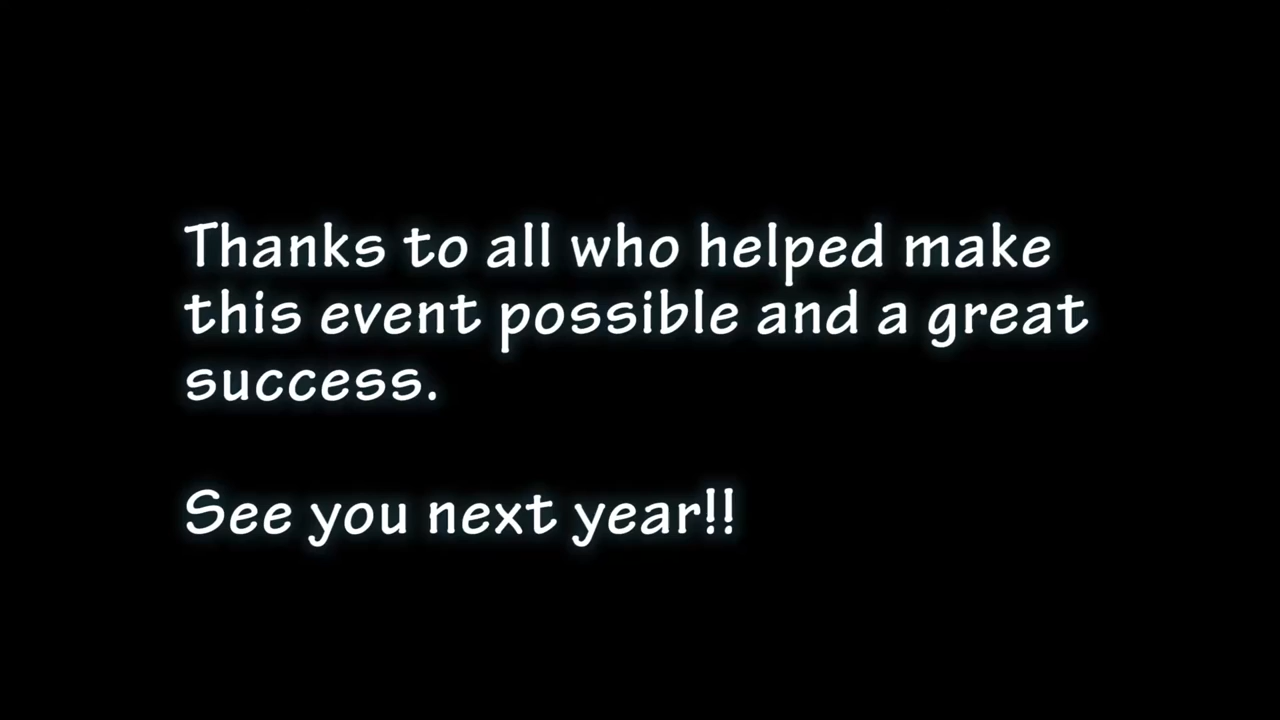 Thanks to all who helped make
this event possible and a great
success.
See you next year!!